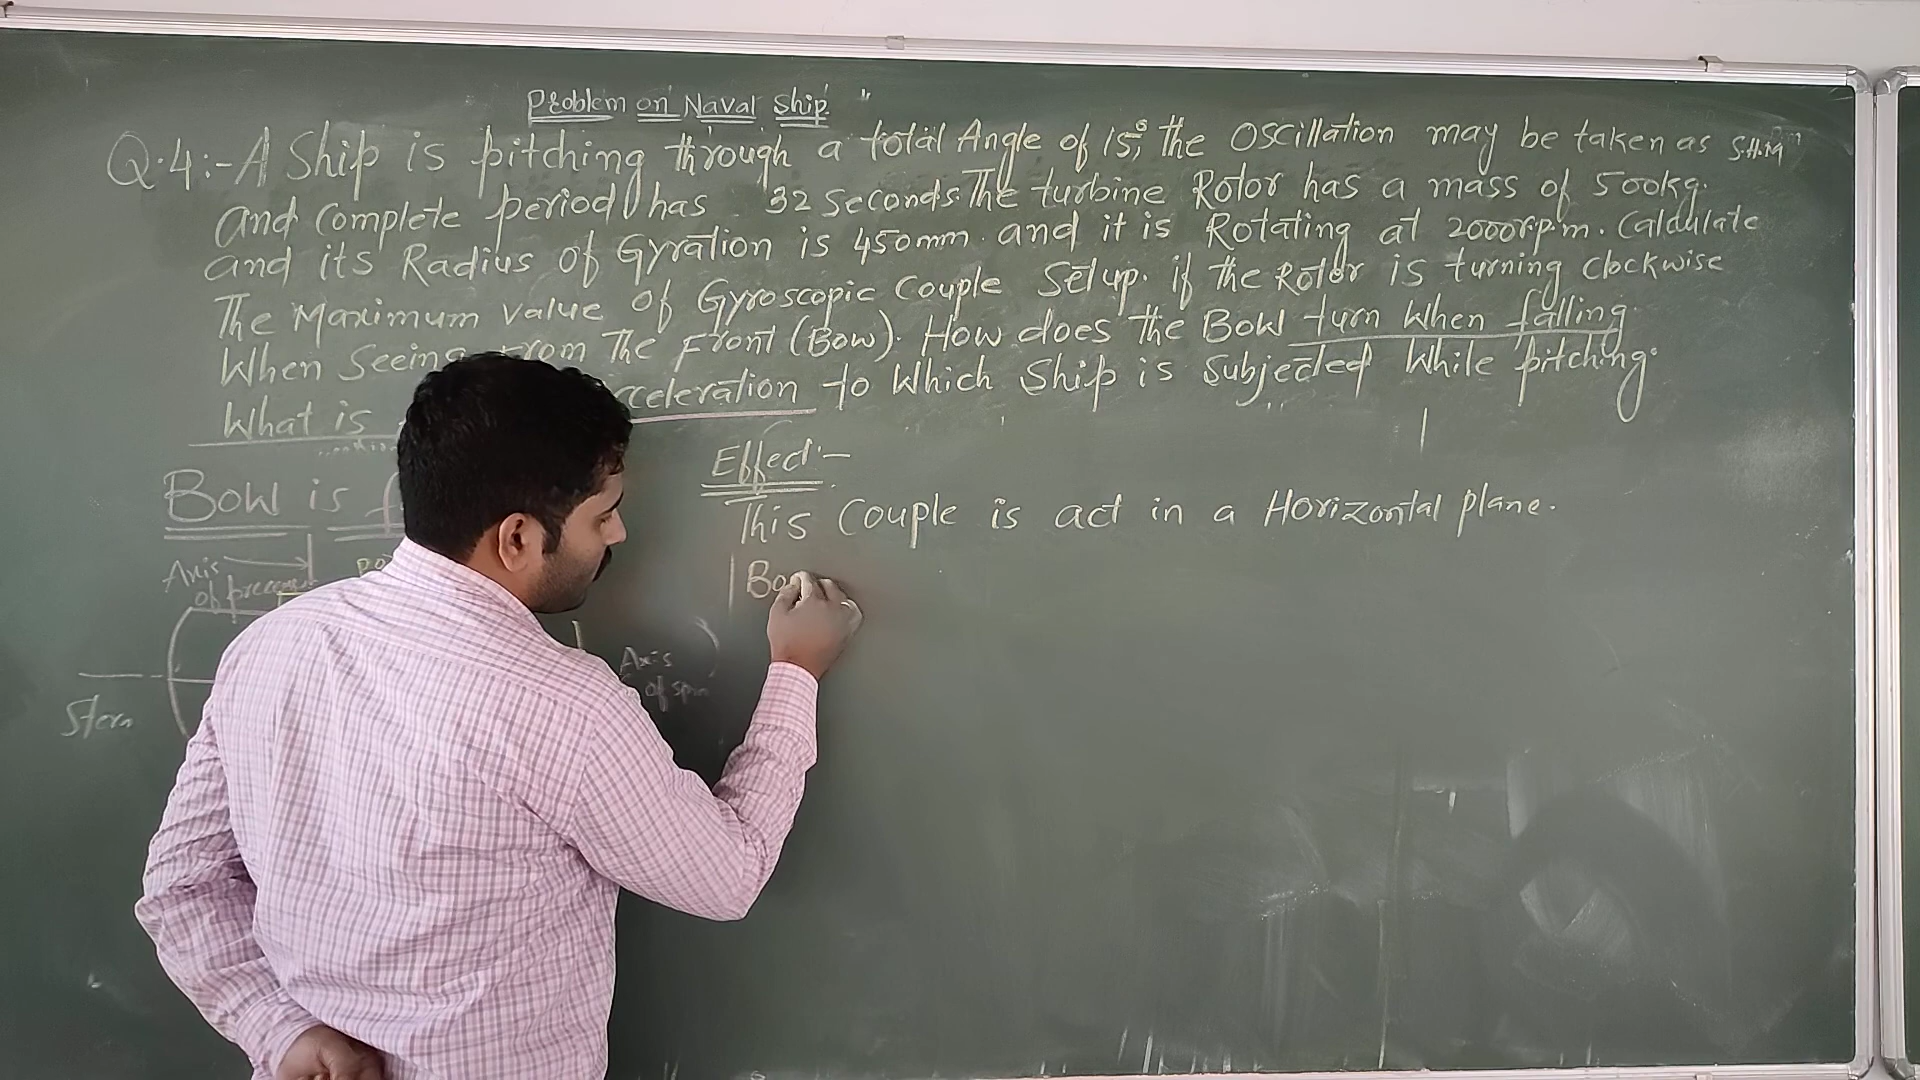 Problem on Naval Ship "
Q.4:- A Ship is pitching through a total Angle of 15°, the Oscillation may be taken as S.H.M
and Complete period has 32 Seconds. The turbine Rotor has a mass of 500kg.
and its Radius of Gyration is 450mm. and it is Rotating at 2000r.p.m. Calculate
The Maximum value of Gyroscopic Couple Setup. if the Rotor is turning Clockwise
When Seeing from The Front (Bow). How does the Bow turn When falling.
What is celeration to Which Ship is Subjected While pitching.
Bow is
Effect:-
This Couple is act in a Horizontal plane.
Axis
of
Bow
Axis
of spin
Stern